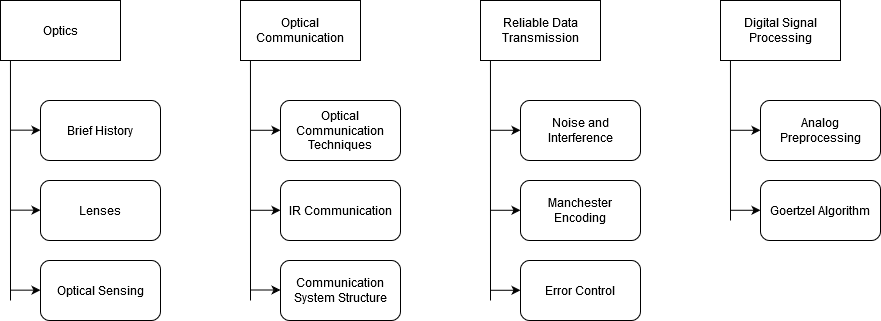 Optics
Brief History
Lenses
Optical Sensing
Optical
Communication
Optical
Communication
Techniques
IR Communication
Communication
System Structure
Reliable Data
Transmission
Noise and
Interference
Manchester
Encoding
Error Control
Digital Signal
Processing
Analog
Preprocessing
Goertzel Algorithm